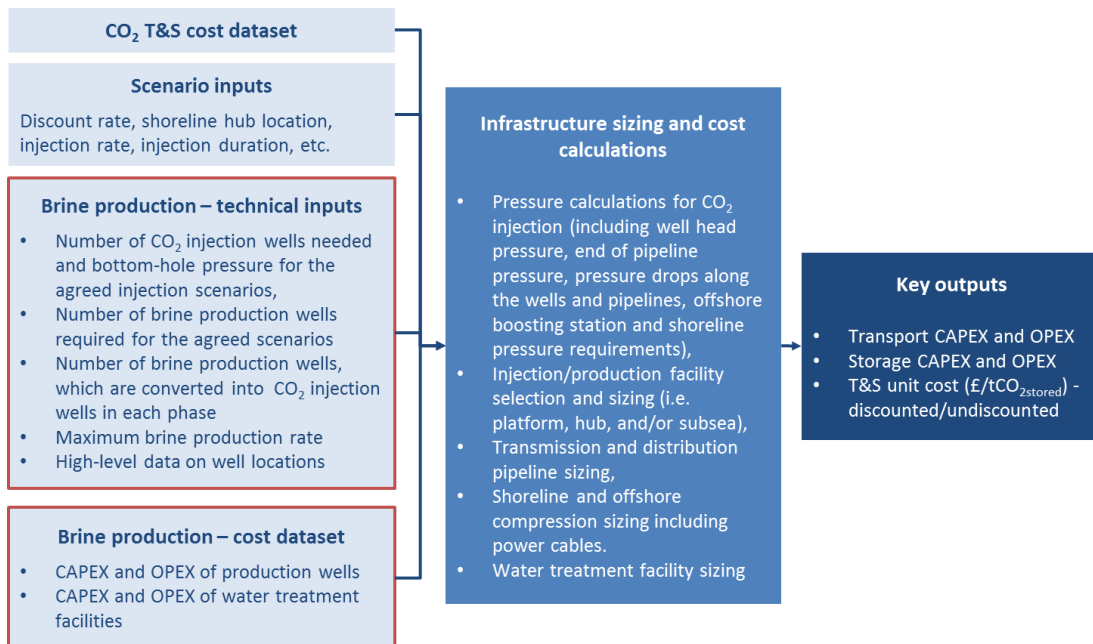 CO₂ T&S cost dataset
Scenario inputs
Discount rate, shoreline hub location,
injection rate, injection duration, etc.
Brine production – technical inputs
• Number of CO₂ injection wells needed
and bottom-hole pressure for the
agreed injection scenarios,
• Number of brine production wells
required for the agreed scenarios
• Number of brine production wells,
which are converted into CO₂ injection
wells in each phase
• Maximum brine production rate
• High-level data on well locations
Brine production – cost dataset
• CAPEX and OPEX of production wells
• CAPEX and OPEX of water treatment
facilities
Infrastructure sizing and cost
calculations
• Pressure calculations for CO₂
injection (including well head
pressure, end of pipeline
pressure, pressure drops along
the wells and pipelines, offshore
boosting station and shoreline
pressure requirements),
• Injection/production facility
selection and sizing (i.e.
platform, hub, and/or subsea),
• Transmission and distribution
pipeline sizing,
• Shoreline and offshore
compression sizing including
power cables.
• Water treatment facility sizing
Key outputs
• Transport CAPEX and OPEX
• Storage CAPEX and OPEX
• T&S unit cost (£/tCO₂stored) -
discounted/undiscounted